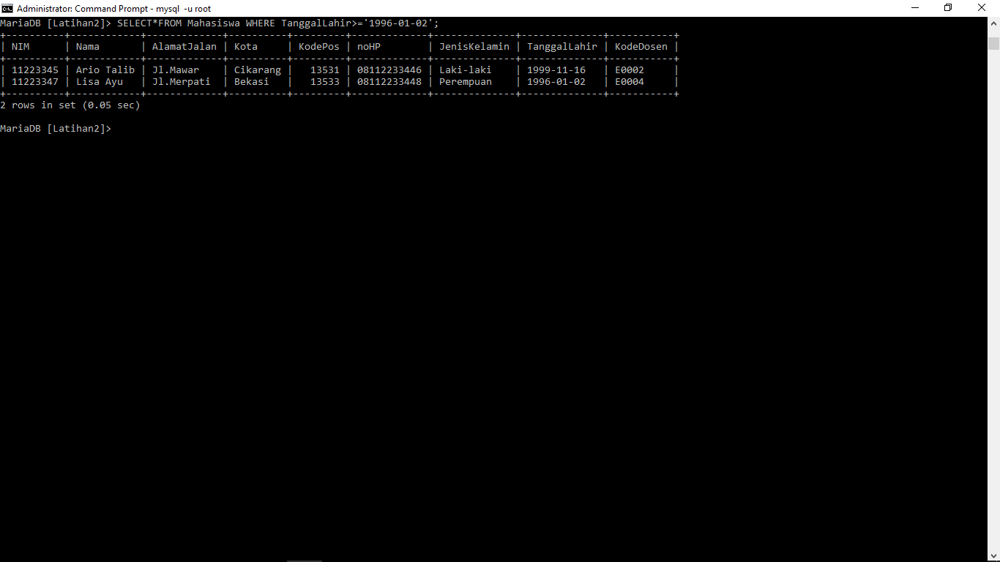 Administrator: Command Prompt - mysql  -u root
MariaDB [Latihan2]> SELECT*FROM Mahasiswa WHERE TanggalLahir>='1996-01-02';
+----------+------------+-------------+----------+---------+-------------+--------------+--------------+-----------+
| NIM      | Nama       | AlamatJalan | Kota     | KodePos | noHP        | JenisKelamin | TanggalLahir | KodeDosen |
+----------+------------+-------------+----------+---------+-------------+--------------+--------------+-----------+
| 11223345 | Ario Talib | Jl.Mawar    | Cikarang |   13531 | 08112233446 | Laki-laki    | 1999-11-16   | E0002     |
| 11223347 | Lisa Ayu   | Jl.Merpati  | Bekasi   |   13533 | 08112233448 | Perempuan    | 1996-01-02   | E0004     |
+----------+------------+-------------+----------+---------+-------------+--------------+--------------+-----------+
2 rows in set (0.05 sec)
MariaDB [Latihan2]>